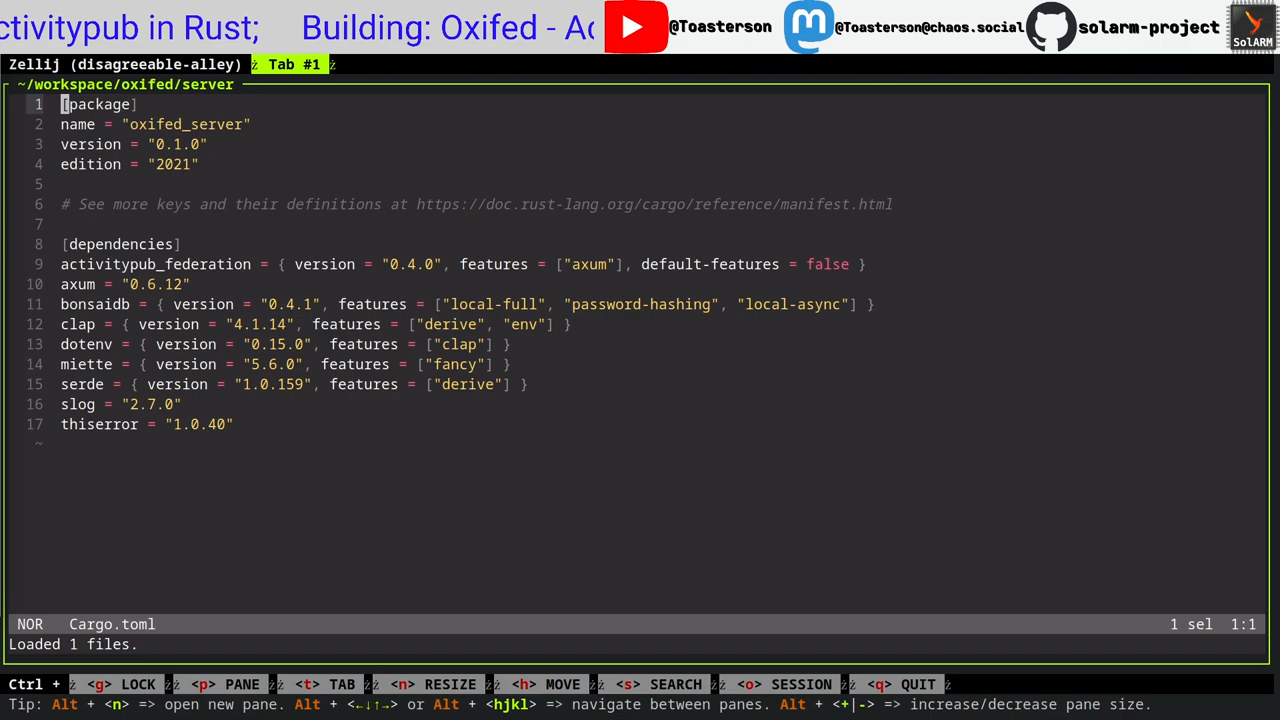 ctivitypub in Rust; Building: Oxifed - Ac
@Toasterson @Toasterson@chaos.social solarm-project SolARM
Zellij (disagreeable-alley) Tab #1
~/workspace/oxifed/server
1 [package]
2 name = "oxifed_server"
3 version = "0.1.0"
4 edition = "2021"
5
6 # See more keys and their definitions at https://doc.rust-lang.org/cargo/reference/manifest.html
7
8 [dependencies]
9 activitypub_federation = { version = "0.4.0", features = ["axum"], default-features = false }
10 axum = "0.6.12"
11 bonsaidb = { version = "0.4.1", features = ["local-full", "password-hashing", "local-async"] }
12 clap = { version = "4.1.14", features = ["derive", "env"] }
13 dotenv = { version = "0.15.0", features = ["clap"] }
14 miette = { version = "5.6.0", features = ["fancy"] }
15 serde = { version = "1.0.159", features = ["derive"] }
16 slog = "2.7.0"
17 thiserror = "1.0.40"
~
NOR Cargo.toml 1 sel 1:1
Loaded 1 files.
Ctrl + <g> LOCK <p> PANE <t> TAB <n> RESIZE <h> MOVE <s> SEARCH <o> SESSION <q> QUIT
Tip: Alt + <n> => open new pane. Alt + <←↓↑→> or Alt + <hjkl> => navigate between panes. Alt + <+|-> => increase/decrease pane size.